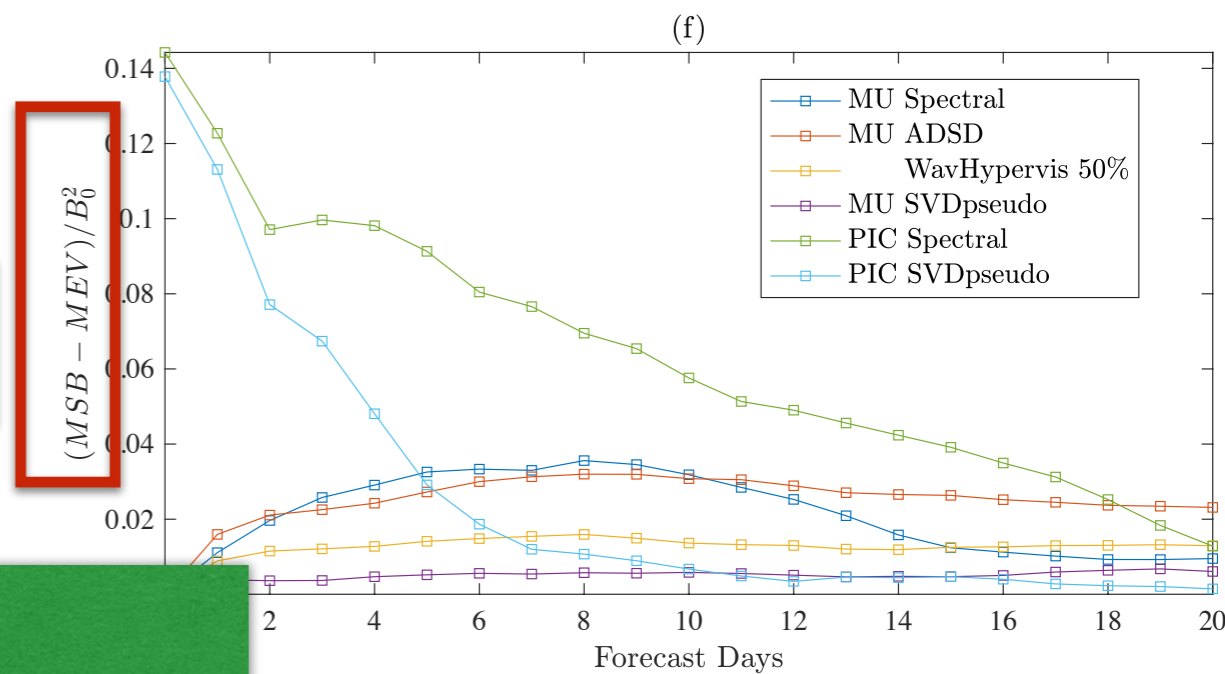 (f)
0.14
0.12
0.1
0.08
0.06
0.04
0.02
(MSB − MEV)/B₀²
MU Spectral
MU ADSD
WavHypervis 50%
MU SVDpseudo
PIC Spectral
PIC SVDpseudo
2 4 6 8 10 12 14 16 18 20
Forecast Days